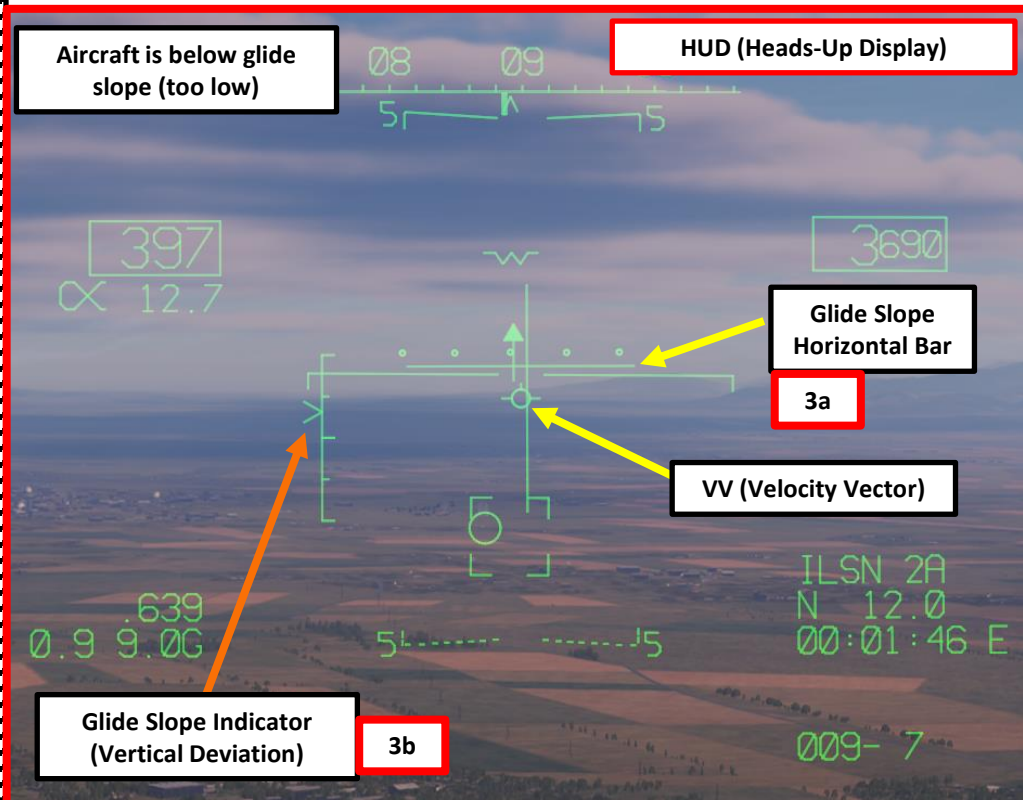 Aircraft is below glide
slope (too low)
HUD (Heads-Up Display)
08 09
5 5
397
3690
α 12.7
Glide Slope
Horizontal Bar
3a
VV (Velocity Vector)
ILSN 2A
.639
N 12.0
0.9 9.0G
5 5
00:01:46 E
Glide Slope Indicator
(Vertical Deviation)
3b
009- 7